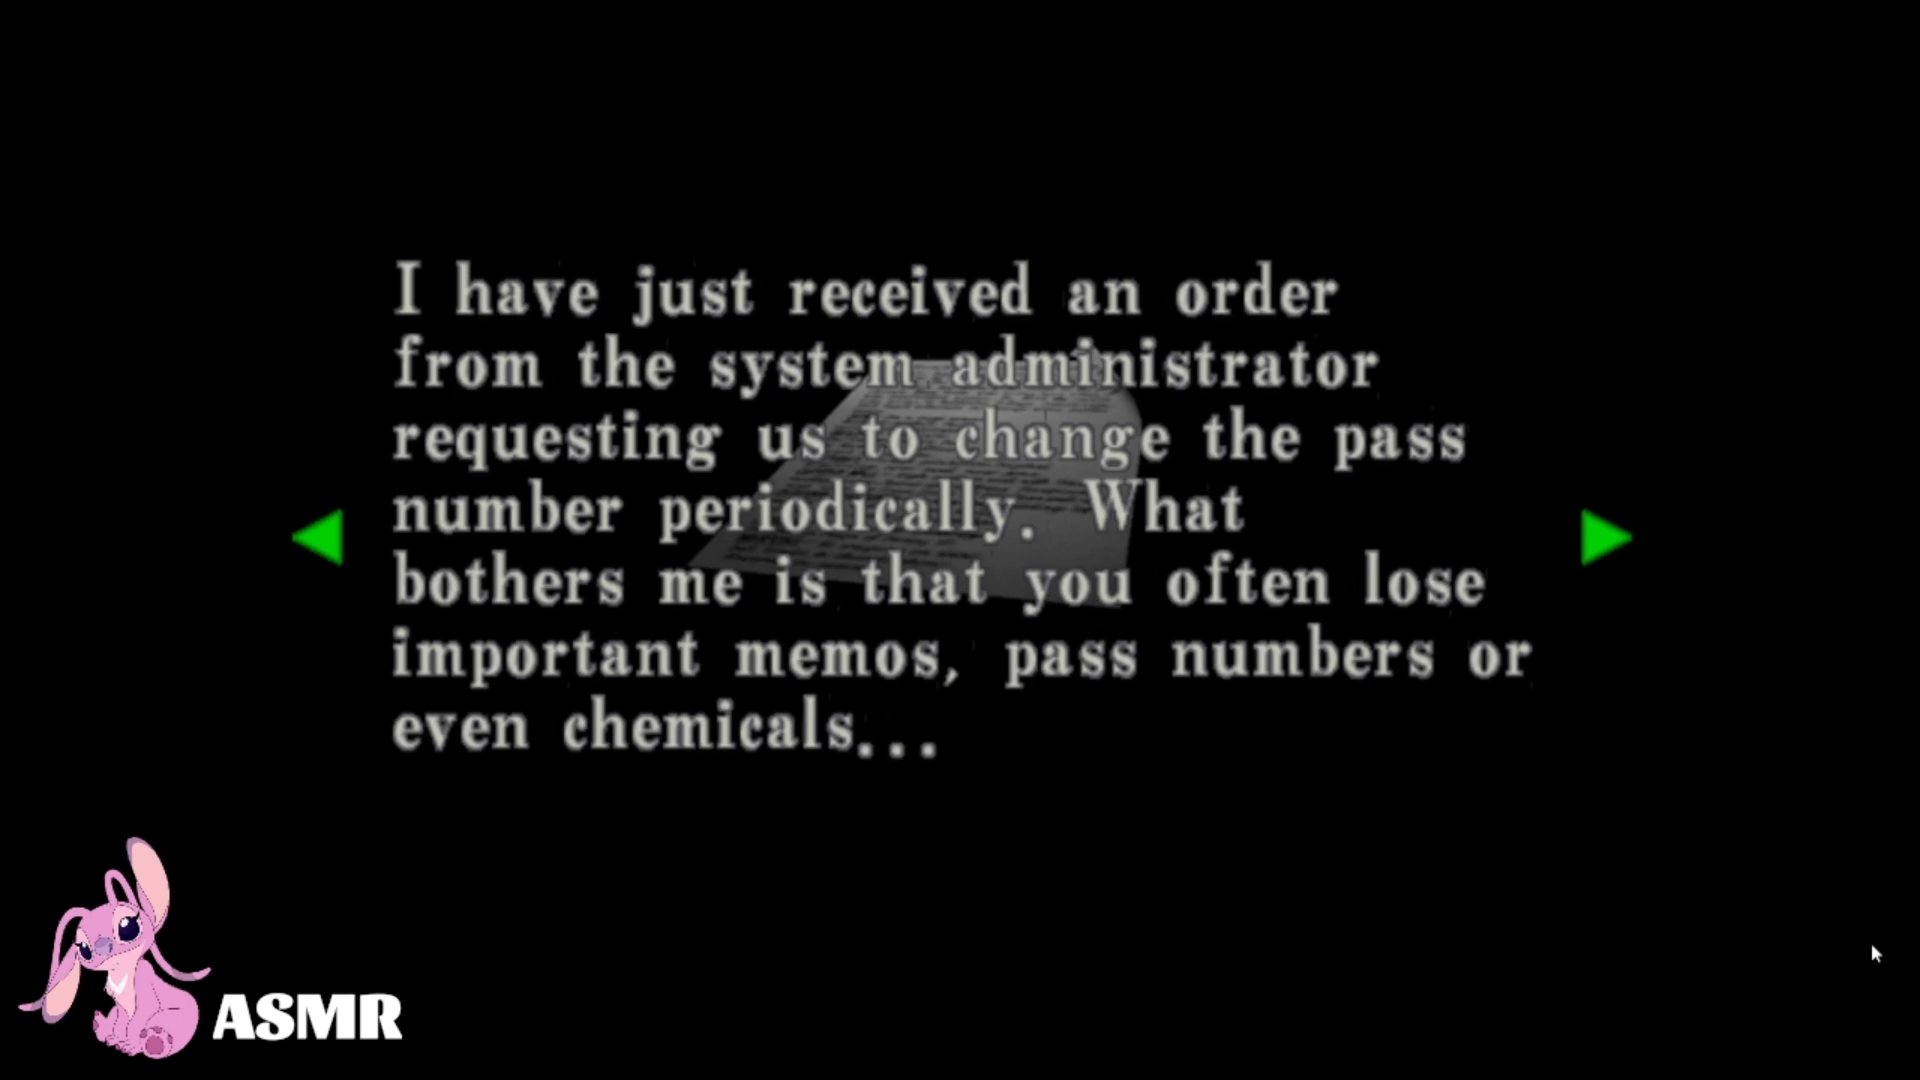 I have just received an order
from the system administrator
requesting us to change the pass
number periodically. What
bothers me is that you often lose
important memos, pass numbers or
even chemicals...
ASMR